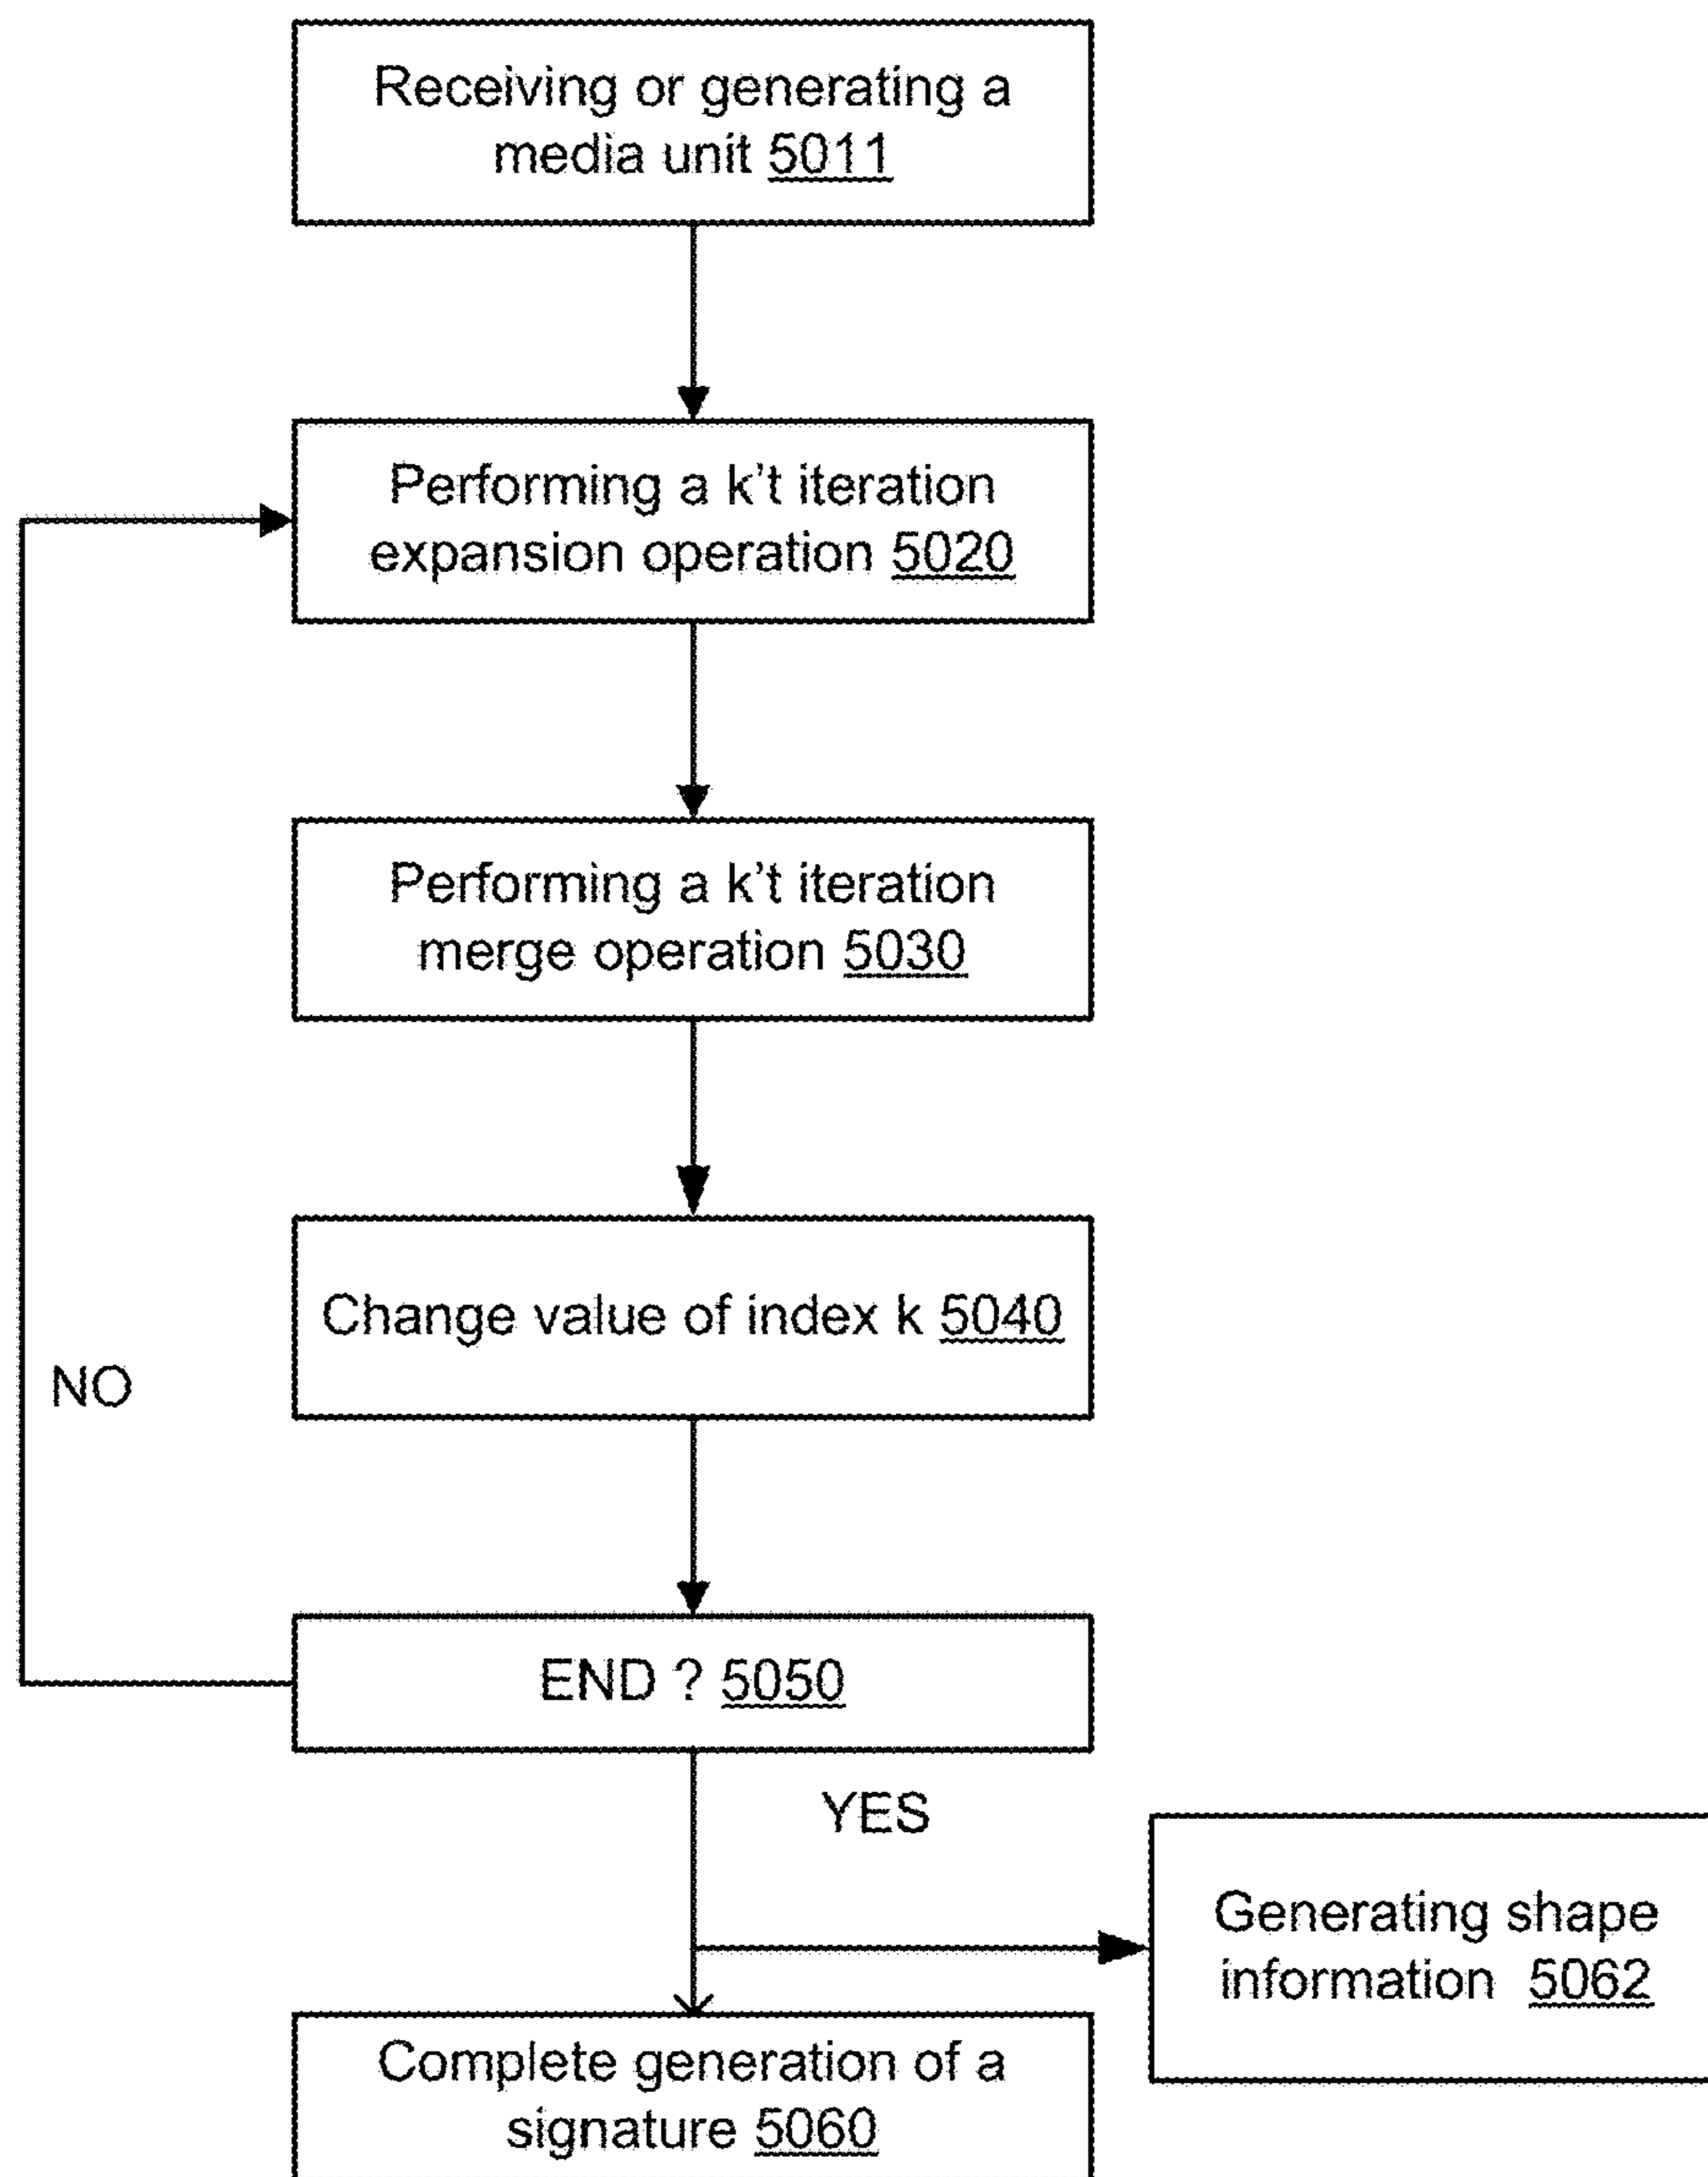 Receiving or generating a
media unit 5011
Performing a k't iteration
expansion operation 5020
Performing a k't iteration
merge operation 5030
Change value of index k 5040
NO
END ? 5050
YES
Generating shape
information 5062
Complete generation of a
signature 5060